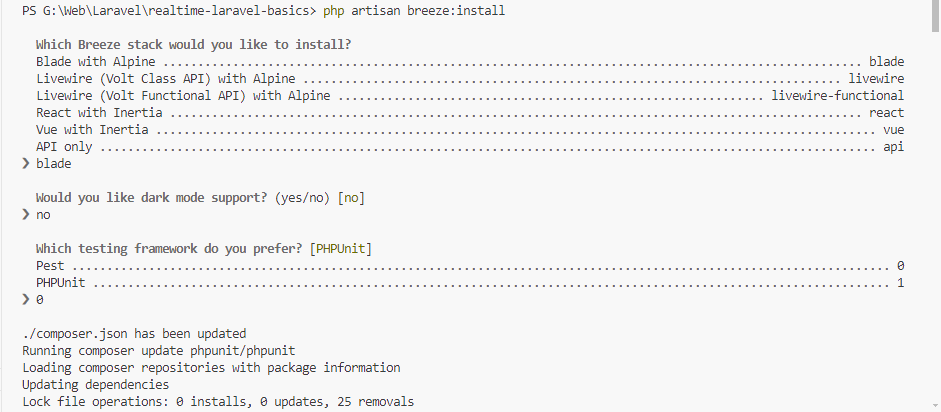 PS G:\Web\Laravel\realtime-laravel-basics> php artisan breeze:install
Which Breeze stack would you like to install?
Blade with Alpine ........................................................................................................ blade
Livewire (Volt Class API) with Alpine .................................................................................. livewire
Livewire (Volt Functional API) with Alpine ................................................................. livewire-functional
React with Inertia ....................................................................................................... react
Vue with Inertia ........................................................................................................... vue
API only ................................................................................................................... api
❯ blade
Would you like dark mode support? (yes/no) [no]
❯ no
Which testing framework do you prefer? [PHPUnit]
Pest ......................................................................................................................... 0
PHPUnit ...................................................................................................................... 1
❯ 0
./composer.json has been updated
Running composer update phpunit/phpunit
Loading composer repositories with package information
Updating dependencies
Lock file operations: 0 installs, 0 updates, 25 removals